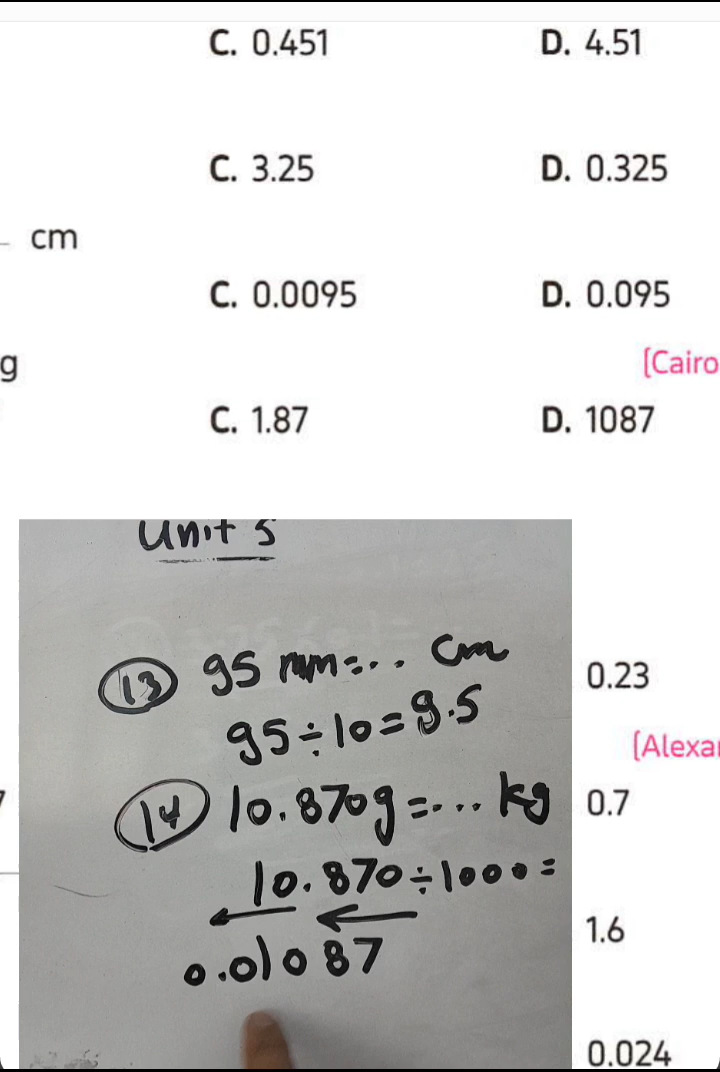 C. 0.451 D. 4.51
C. 3.25 D. 0.325
cm
C. 0.0095 D. 0.095
g [Cairo
C. 1.87 D. 1087
Unit 5
13 95 mm=... cm
0.23
95÷10=9.5
[Alexa
14 10.870g=... kg
0.7
10.870÷1000=
1.6
0.01087
0.024